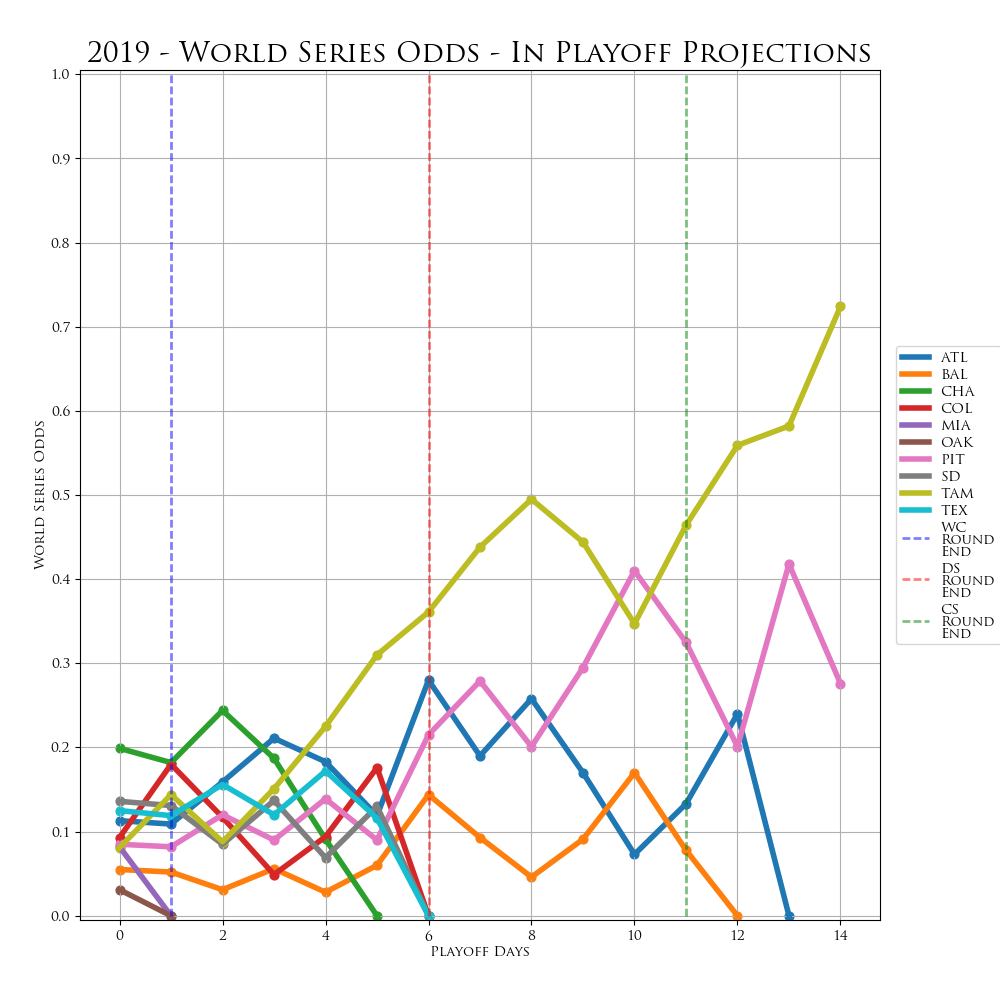 2019 - World Series Odds - In Playoff Projections
1.0
0.9
0.8
0.7
0.6
0.5
0.4
0.3
0.2
0.1
0.0
World Series Odds
0 2 4 6 8 10 12 14
Playoff Days
ATL
BAL
CHA
COL
MIA
OAK
PIT
SD
TAM
TEX
WC
Round
End
DS
Round
End
CS
Round
End